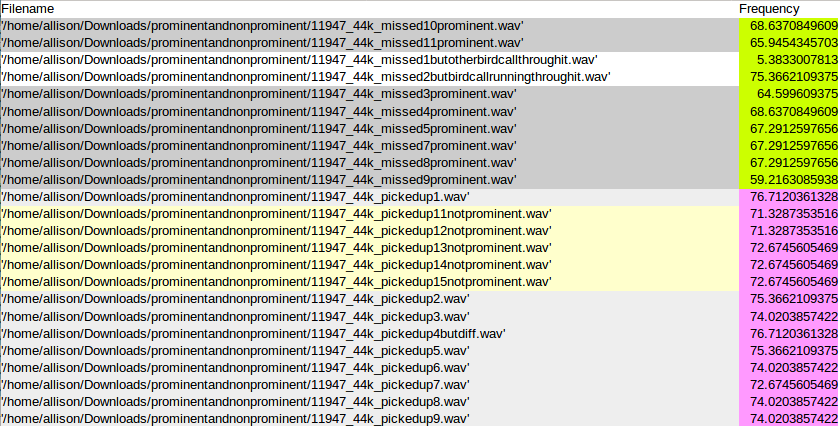 Filename Frequency
'/home/allison/Downloads/prominentandnonprominent/11947_44k_missed10prominent.wav' 68.6370849609
'/home/allison/Downloads/prominentandnonprominent/11947_44k_missed11prominent.wav' 65.9454345703
'/home/allison/Downloads/prominentandnonprominent/11947_44k_missed1butotherbirdcallthroughit.wav' 5.3833007813
'/home/allison/Downloads/prominentandnonprominent/11947_44k_missed2butbirdcallrunningthroughit.wav' 75.3662109375
'/home/allison/Downloads/prominentandnonprominent/11947_44k_missed3prominent.wav' 64.599609375
'/home/allison/Downloads/prominentandnonprominent/11947_44k_missed4prominent.wav' 68.6370849609
'/home/allison/Downloads/prominentandnonprominent/11947_44k_missed5prominent.wav' 67.2912597656
'/home/allison/Downloads/prominentandnonprominent/11947_44k_missed7prominent.wav' 67.2912597656
'/home/allison/Downloads/prominentandnonprominent/11947_44k_missed8prominent.wav' 67.2912597656
'/home/allison/Downloads/prominentandnonprominent/11947_44k_missed9prominent.wav' 59.2163085938
'/home/allison/Downloads/prominentandnonprominent/11947_44k_pickedup1.wav' 76.7120361328
'/home/allison/Downloads/prominentandnonprominent/11947_44k_pickedup11notprominent.wav' 71.3287353516
'/home/allison/Downloads/prominentandnonprominent/11947_44k_pickedup12notprominent.wav' 71.3287353516
'/home/allison/Downloads/prominentandnonprominent/11947_44k_pickedup13notprominent.wav' 72.6745605469
'/home/allison/Downloads/prominentandnonprominent/11947_44k_pickedup14notprominent.wav' 72.6745605469
'/home/allison/Downloads/prominentandnonprominent/11947_44k_pickedup15notprominent.wav' 72.6745605469
'/home/allison/Downloads/prominentandnonprominent/11947_44k_pickedup2.wav' 75.3662109375
'/home/allison/Downloads/prominentandnonprominent/11947_44k_pickedup3.wav' 74.0203857422
'/home/allison/Downloads/prominentandnonprominent/11947_44k_pickedup4butdiff.wav' 76.7120361328
'/home/allison/Downloads/prominentandnonprominent/11947_44k_pickedup5.wav' 75.3662109375
'/home/allison/Downloads/prominentandnonprominent/11947_44k_pickedup6.wav' 74.0203857422
'/home/allison/Downloads/prominentandnonprominent/11947_44k_pickedup7.wav' 72.6745605469
'/home/allison/Downloads/prominentandnonprominent/11947_44k_pickedup8.wav' 74.0203857422
'/home/allison/Downloads/prominentandnonprominent/11947_44k_pickedup9.wav' 74.0203857422